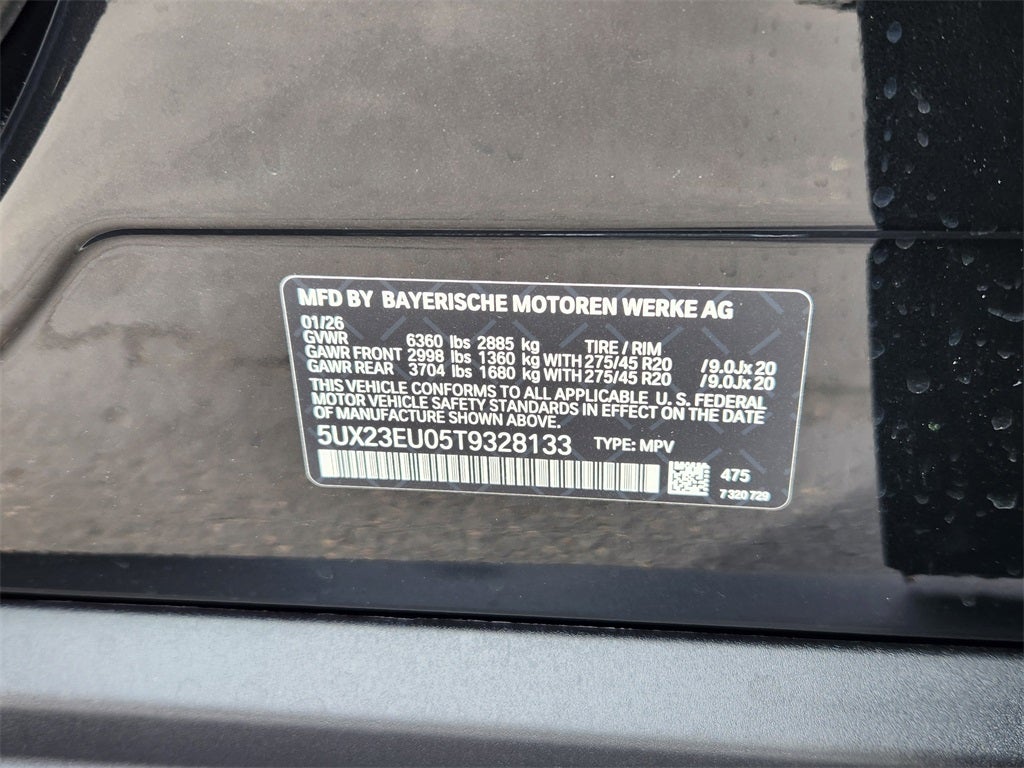 MFD BY BAYERISCHE MOTOREN WERKE AG
01/26
GVWR 6360 lbs 2885 kg TIRE / RIM
GAWR FRONT 2998 lbs 1360 kg WITH 275/45 R20 /9.0Jx20
GAWR REAR 3704 lbs 1680 kg WITH 275/45 R20 /9.0Jx20
THIS VEHICLE CONFORMS TO ALL APPLICABLE U. S. FEDERAL
MOTOR VEHICLE SAFETY STANDARDS IN EFFECT ON THE DATE
OF MANUFACTURE SHOWN ABOVE.
5UX23EU05T9328133 TYPE: MPV
475
7 320 729